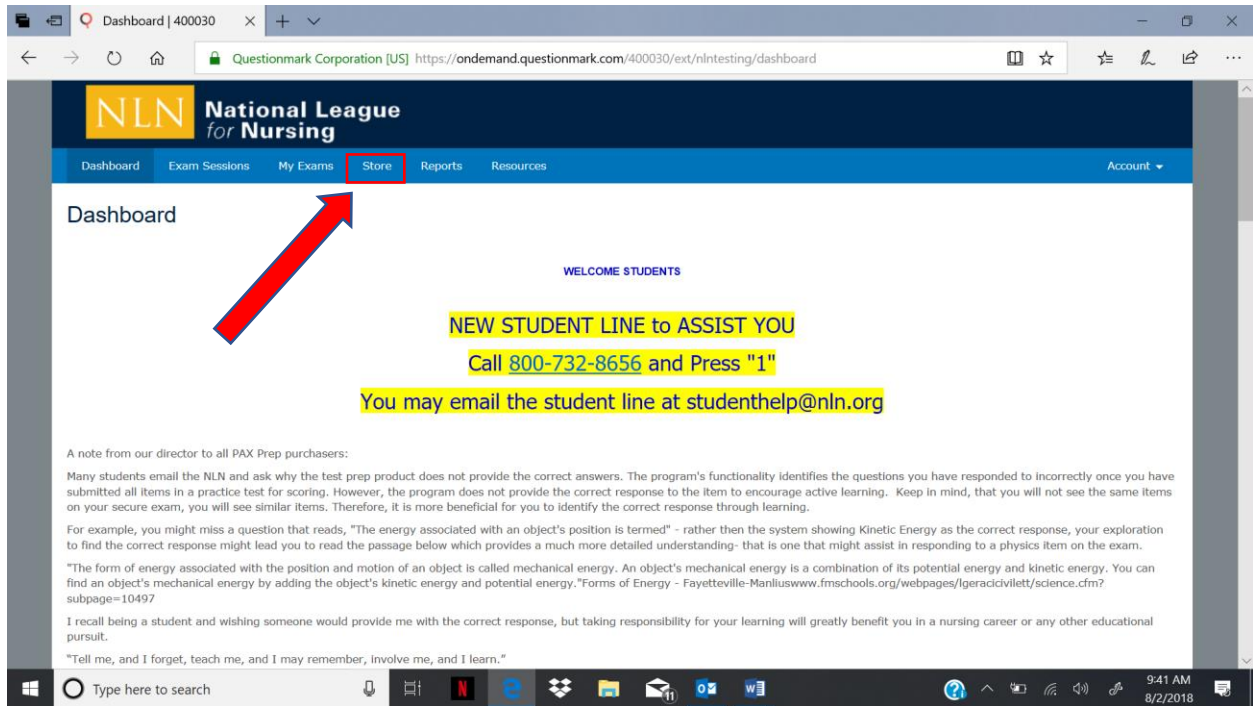 Dashboard | 400030
Questionmark Corporation [US] https://ondemand.questionmark.com/400030/ext/nlntesting/dashboard
NLN National League
for Nursing
Dashboard Exam Sessions My Exams Store Reports Resources Account
Dashboard
WELCOME STUDENTS
NEW STUDENT LINE to ASSIST YOU
Call 800-732-8656 and Press "1"
You may email the student line at studenthelp@nln.org
A note from our director to all PAX Prep purchasers:
Many students email the NLN and ask why the test prep product does not provide the correct answers. The program's functionality identifies the questions you have responded to incorrectly once you have
submitted all items in a practice test for scoring. However, the program does not provide the correct response to the item to encourage active learning. Keep in mind, that you will not see the same items
on your secure exam, you will see similar items. Therefore, it is more beneficial for you to identify the correct response through learning.
For example, you might miss a question that reads, "The energy associated with an object's position is termed" - rather then the system showing Kinetic Energy as the correct response, your exploration
to find the correct response might lead you to read the passage below which provides a much more detailed understanding- that is one that might assist in responding to a physics item on the exam.
"The form of energy associated with the position and motion of an object is called mechanical energy. An object's mechanical energy is a combination of its potential energy and kinetic energy. You can
find an object's mechanical energy by adding the object's kinetic energy and potential energy."Forms of Energy - Fayetteville-Manliuswww.fmschools.org/webpages/lgeracicivilett/science.cfm?
subpage=10497
I recall being a student and wishing someone would provide me with the correct response, but taking responsibility for your learning will greatly benefit you in a nursing career or any other educational
pursuit.
"Tell me, and I forget, teach me, and I may remember, involve me, and I learn."
Type here to search
N
11
9:41 AM
8/2/2018